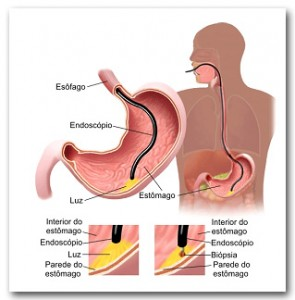 Esôfago
Endoscópio
Luz
Estômago
Interior do
estômago
Endoscópio
Luz
Parede do
estômago
Interior do
estômago
Endoscópio
Biópsia
Parede do
estômago